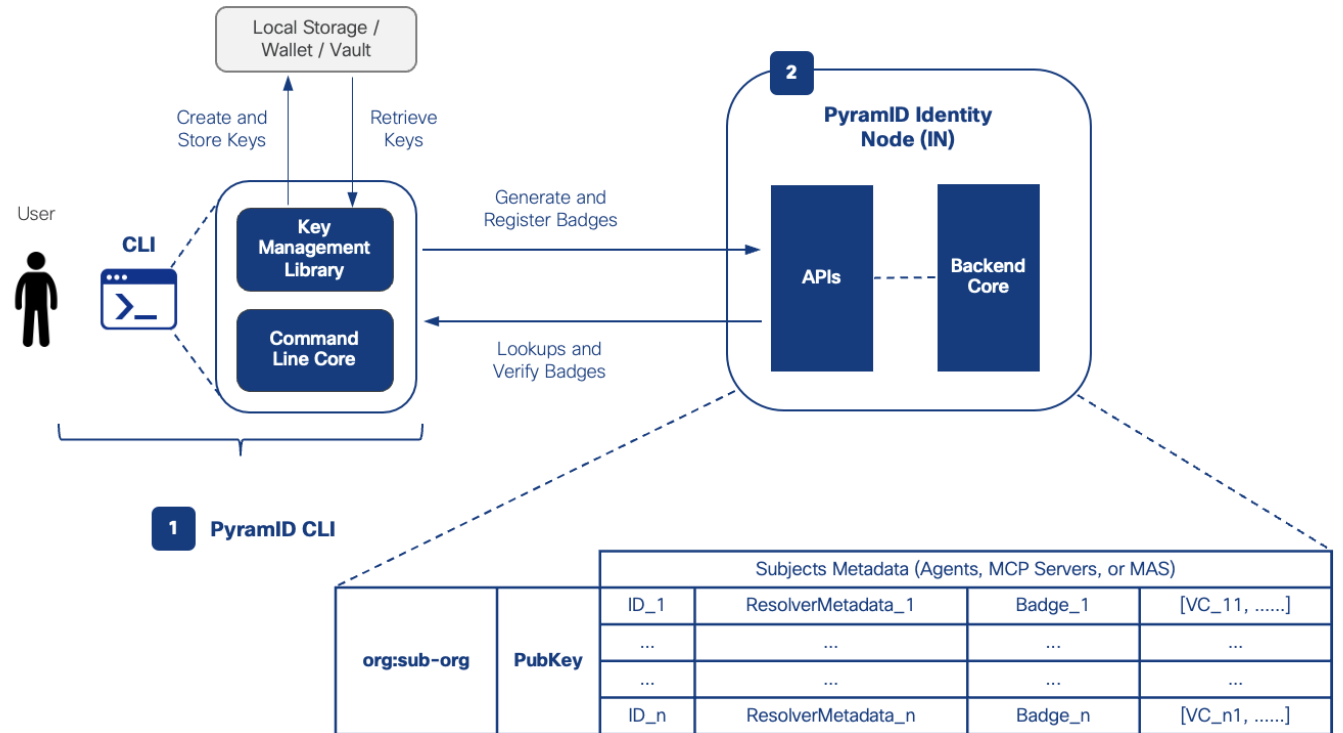 Local Storage /
Wallet / Vault
2
PyramID Identity
Node (IN)
Create and
Store Keys
Retrieve
Keys
User
CLI
Key
Management
Library
Command
Line Core
Generate and
Register Badges
Lookups and
Verify Badges
APIs
Backend
Core
1 PyramID CLI
Subjects Metadata (Agents, MCP Servers, or MAS)
org:sub-org PubKey
ID_1 ResolverMetadata_1 Badge_1 [VC_11, ......]
... ... ... ...
... ... ... ...
ID_n ResolverMetadata_n Badge_n [VC_n1, ......]